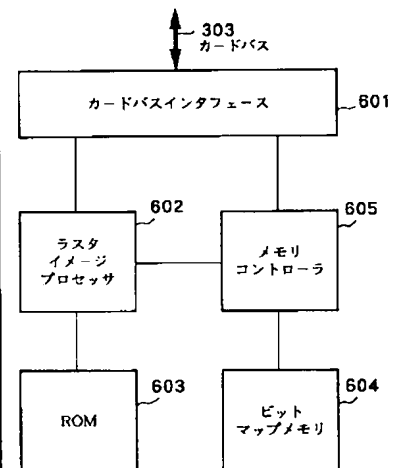 303
カードバス
カードバスインタフェース
601
602
605
ラスタ
イメージ
プロセッサ
メモリ
コントローラ
603
604
ROM
ビット
マップメモリ